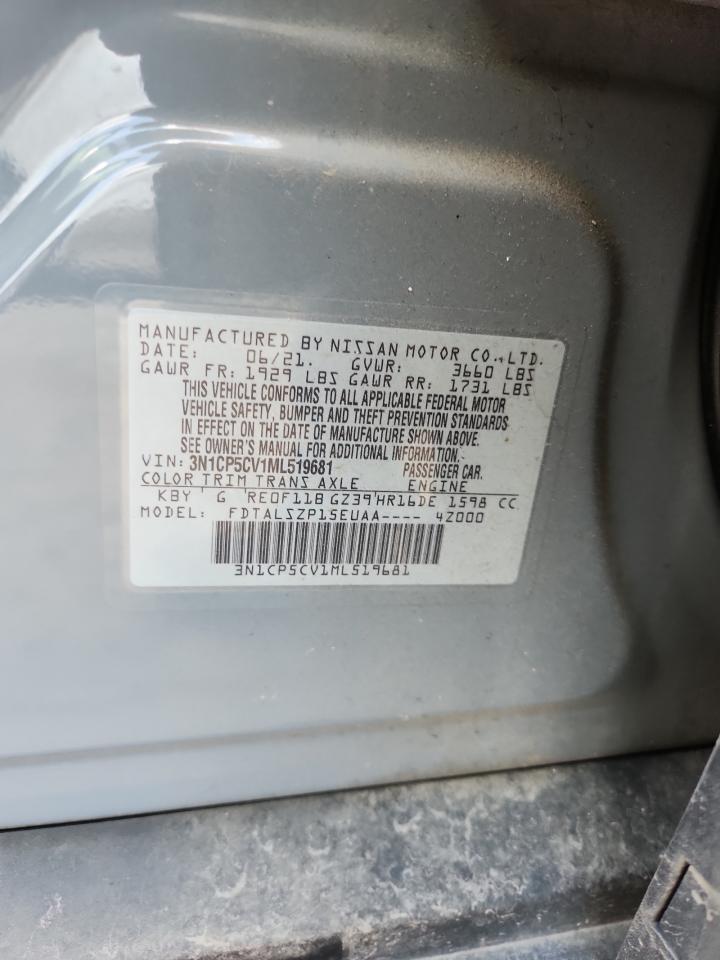 MANUFACTURED BY NISSAN MOTOR CO., LTD.
DATE: 06/21. GVWR: 3660 LBS
GAWR FR: 1929 LBS GAWR RR: 1731 LBS
THIS VEHICLE CONFORMS TO ALL APPLICABLE FEDERAL MOTOR
VEHICLE SAFETY, BUMPER AND THEFT PREVENTION STANDARDS
IN EFFECT ON THE DATE OF MANUFACTURE SHOWN ABOVE.
SEE OWNER'S MANUAL FOR ADDITIONAL INFORMATION.
VIN: 3N1CP5CV1ML519681 PASSENGER CAR.
COLOR TRIM TRANS AXLE ENGINE
KBY G RE0F11B GZ39 HR16DE 1598 CC
MODEL: FDTALSZP15EUAA---- 4Z000
3N1CP5CV1ML519681